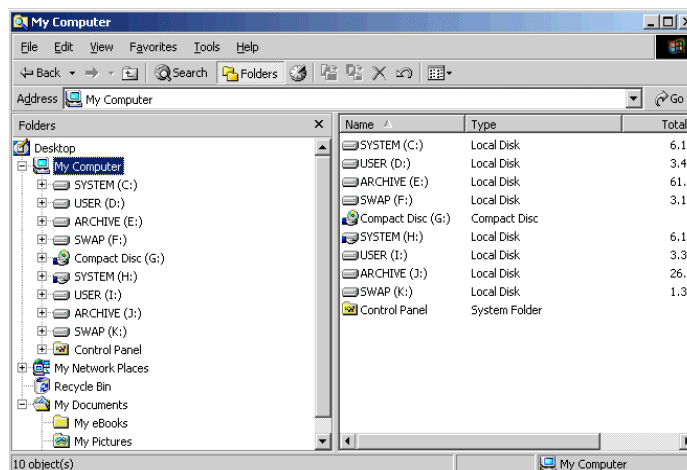 My Computer
File Edit View Favorites Tools Help
Back Search Folders
Address My Computer Go
Folders
Desktop
My Computer
SYSTEM (C:)
USER (D:)
ARCHIVE (E:)
SWAP (F:)
Compact Disc (G:)
SYSTEM (H:)
USER (I:)
ARCHIVE (J:)
SWAP (K:)
Control Panel
My Network Places
Recycle Bin
My Documents
My eBooks
My Pictures
Name Type Total
SYSTEM (C:) Local Disk 6.1
USER (D:) Local Disk 3.4
ARCHIVE (E:) Local Disk 61.
SWAP (F:) Local Disk 3.1
Compact Disc (G:) Compact Disc
SYSTEM (H:) Local Disk 6.1
USER (I:) Local Disk 3.3
ARCHIVE (J:) Local Disk 26.
SWAP (K:) Local Disk 1.3
Control Panel System Folder
10 object(s) My Computer